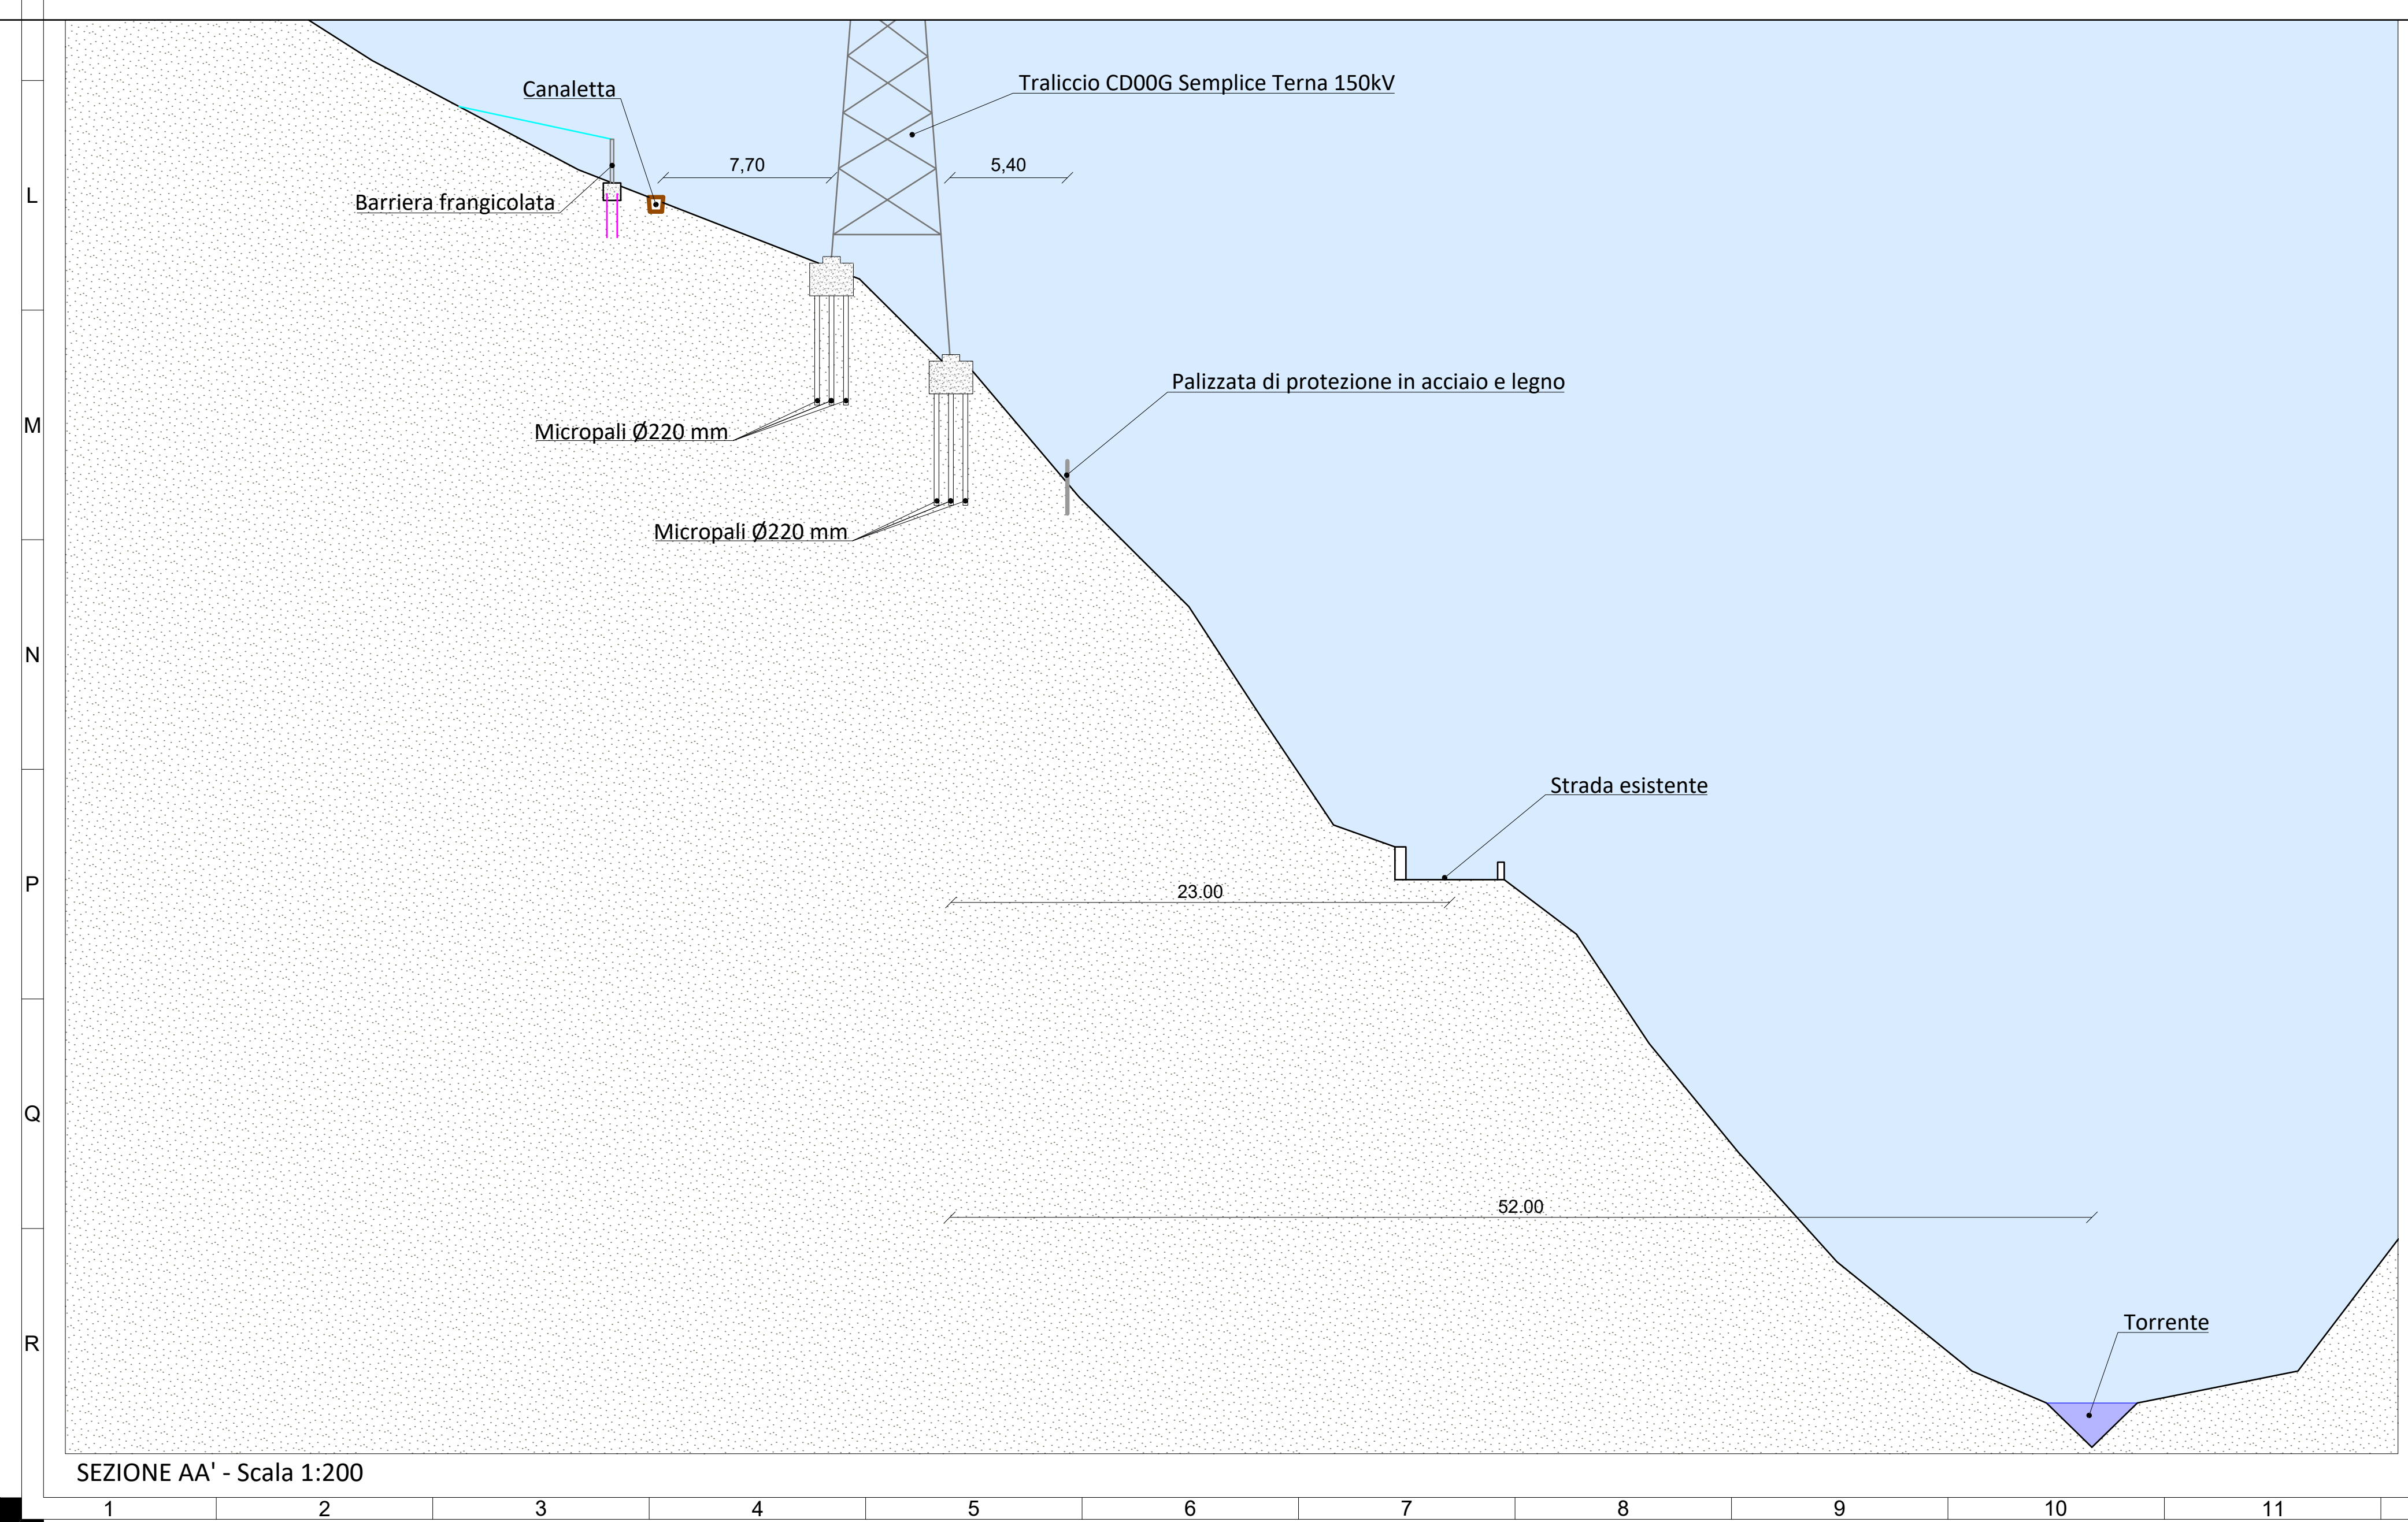 Canaletta
Traliccio CD00G Semplice Terna 150kV
7,70
5,40
L
Barriera frangicolata
Palizzata di protezione in acciaio e legno
M
Micropali Ø220 mm
Micropali Ø220 mm
N
Strada esistente
P
23.00
Q
52.00
Torrente
R
SEZIONE AA' - Scala 1:200
1 2 3 4 5 6 7 8 9 10 11